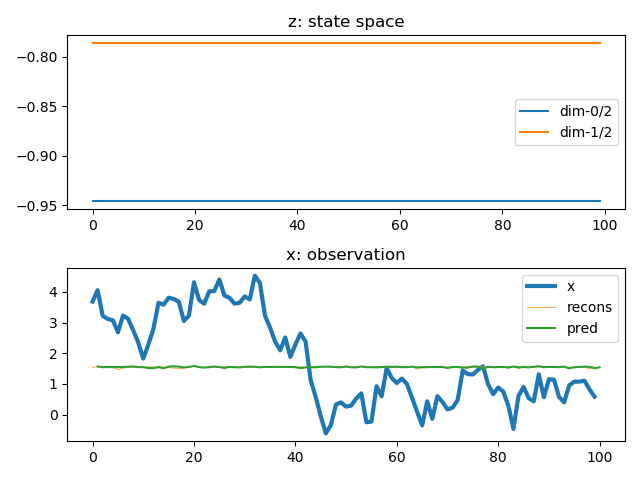 z: state space
−0.80
−0.85
−0.90
−0.95
dim-0/2
dim-1/2
0 20 40 60 80 100
x: observation
4
3
2
1
0
x
recons
pred
0 20 40 60 80 100